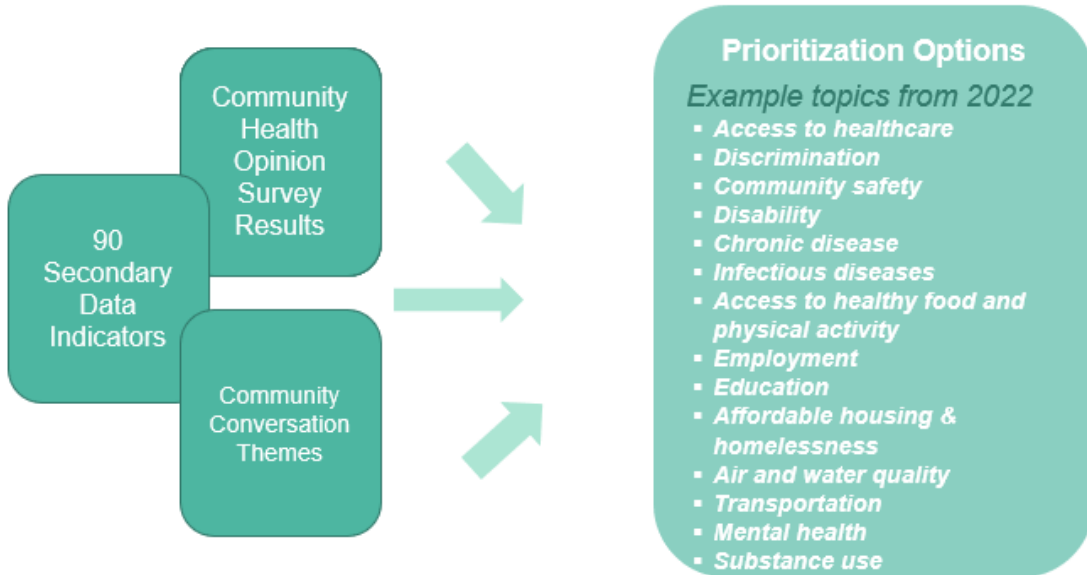 Community
Health
Opinion
Survey
Results
90
Secondary
Data
Indicators
Community
Conversation
Themes
Prioritization Options
Example topics from 2022
▪ Access to healthcare
▪ Discrimination
▪ Community safety
▪ Disability
▪ Chronic disease
▪ Infectious diseases
▪ Access to healthy food and
physical activity
▪ Employment
▪ Education
▪ Affordable housing &
homelessness
▪ Air and water quality
▪ Transportation
▪ Mental health
▪ Substance use